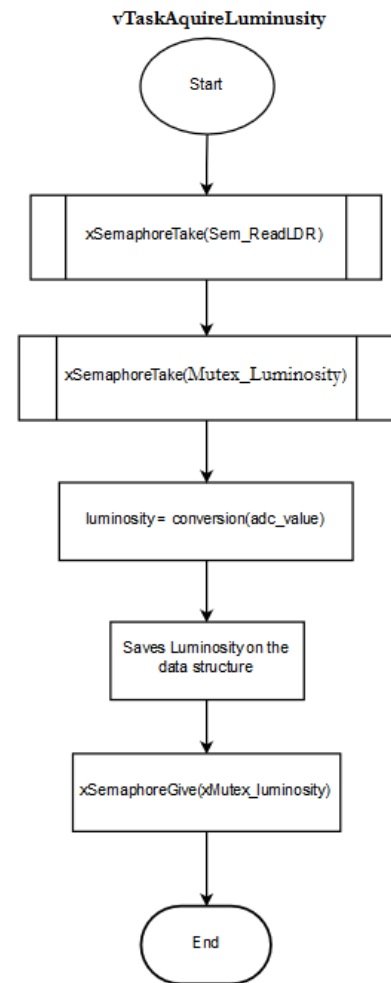 vTaskAquireLuminusity
Start
xSemaphoreTake(Sem_ReadLDR)
xSemaphoreTake(Mutex_Luminosity)
luminosity = conversion(adc_value)
Saves Luminosity on the
data structure
xSemaphoreGive(xMutex_luminosity)
End